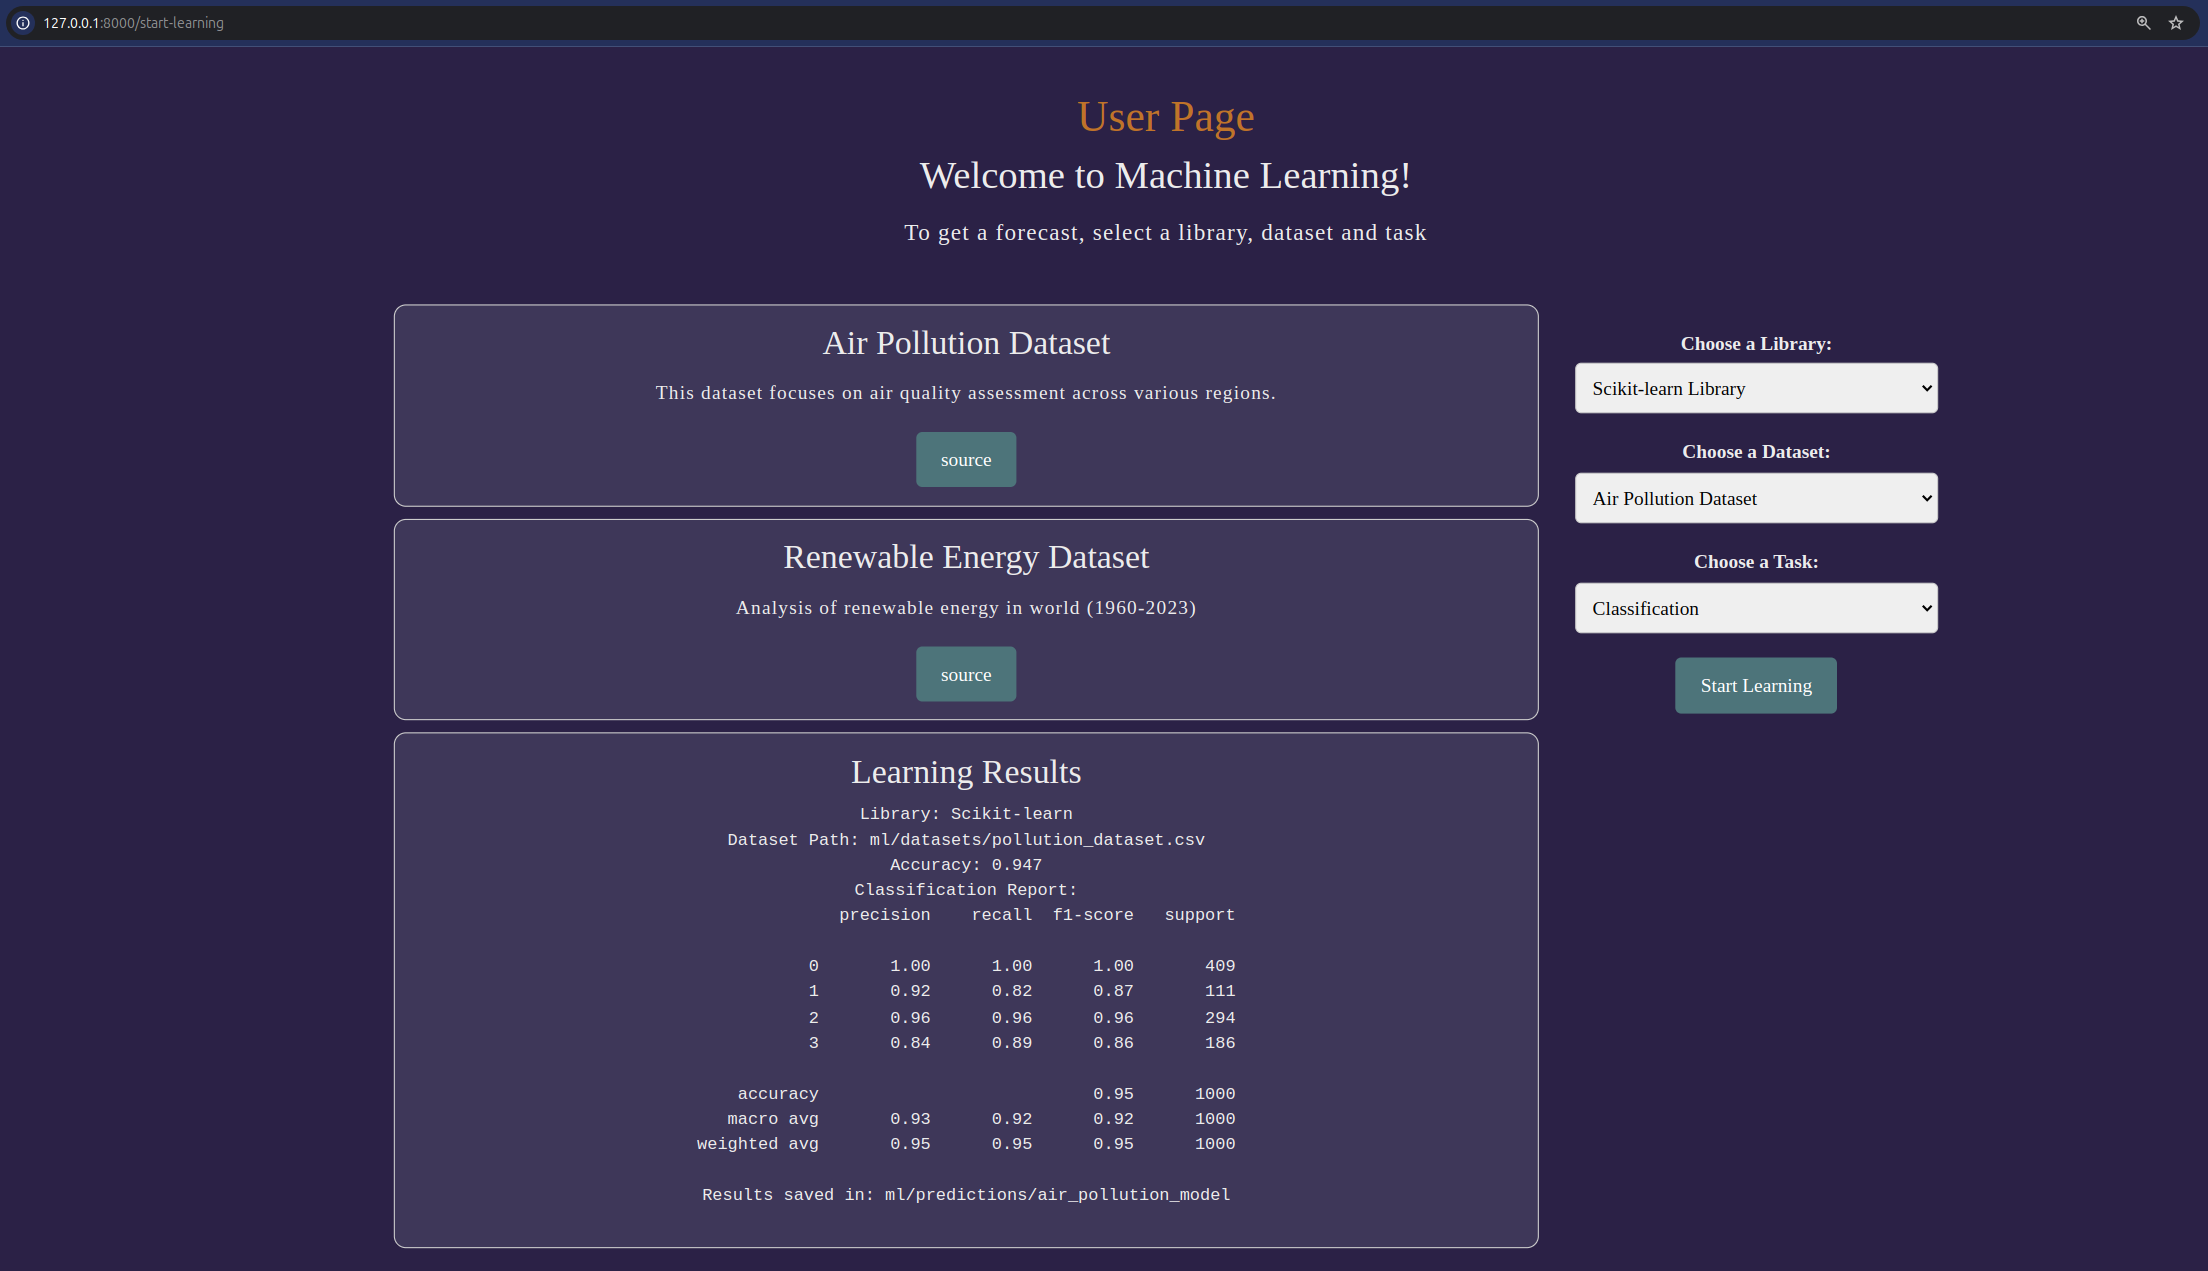 127.0.0.1:8000/start-learning
User Page
Welcome to Machine Learning!
To get a forecast, select a library, dataset and task
Air Pollution Dataset
This dataset focuses on air quality assessment across various regions.
source
Renewable Energy Dataset
Analysis of renewable energy in world (1960-2023)
source
Learning Results
Library: Scikit-learn
Dataset Path: ml/datasets/pollution_dataset.csv
Accuracy: 0.947
Classification Report:
precision    recall  f1-score   support
0       1.00      1.00      1.00       409
1       0.92      0.82      0.87       111
2       0.96      0.96      0.96       294
3       0.84      0.89      0.86       186
accuracy                           0.95      1000
macro avg       0.93      0.92      0.92      1000
weighted avg       0.95      0.95      0.95      1000
Results saved in: ml/predictions/air_pollution_model
Choose a Library:
Scikit-learn Library
Choose a Dataset:
Air Pollution Dataset
Choose a Task:
Classification
Start Learning